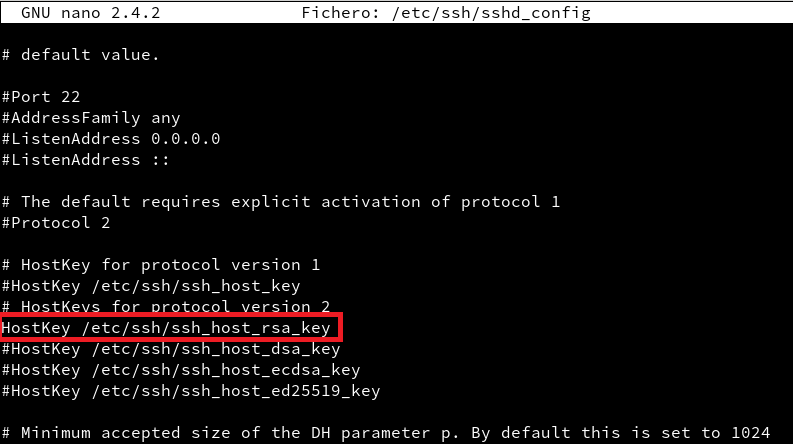 GNU nano 2.4.2 Fichero: /etc/ssh/sshd_config
# default value.
#Port 22
#AddressFamily any
#ListenAddress 0.0.0.0
#ListenAddress ::
# The default requires explicit activation of protocol 1
#Protocol 2
# HostKey for protocol version 1
#HostKey /etc/ssh/ssh_host_key
# HostKeys for protocol version 2
HostKey /etc/ssh/ssh_host_rsa_key
#HostKey /etc/ssh/ssh_host_dsa_key
#HostKey /etc/ssh/ssh_host_ecdsa_key
#HostKey /etc/ssh/ssh_host_ed25519_key
# Minimum accepted size of the DH parameter p. By default this is set to 1024